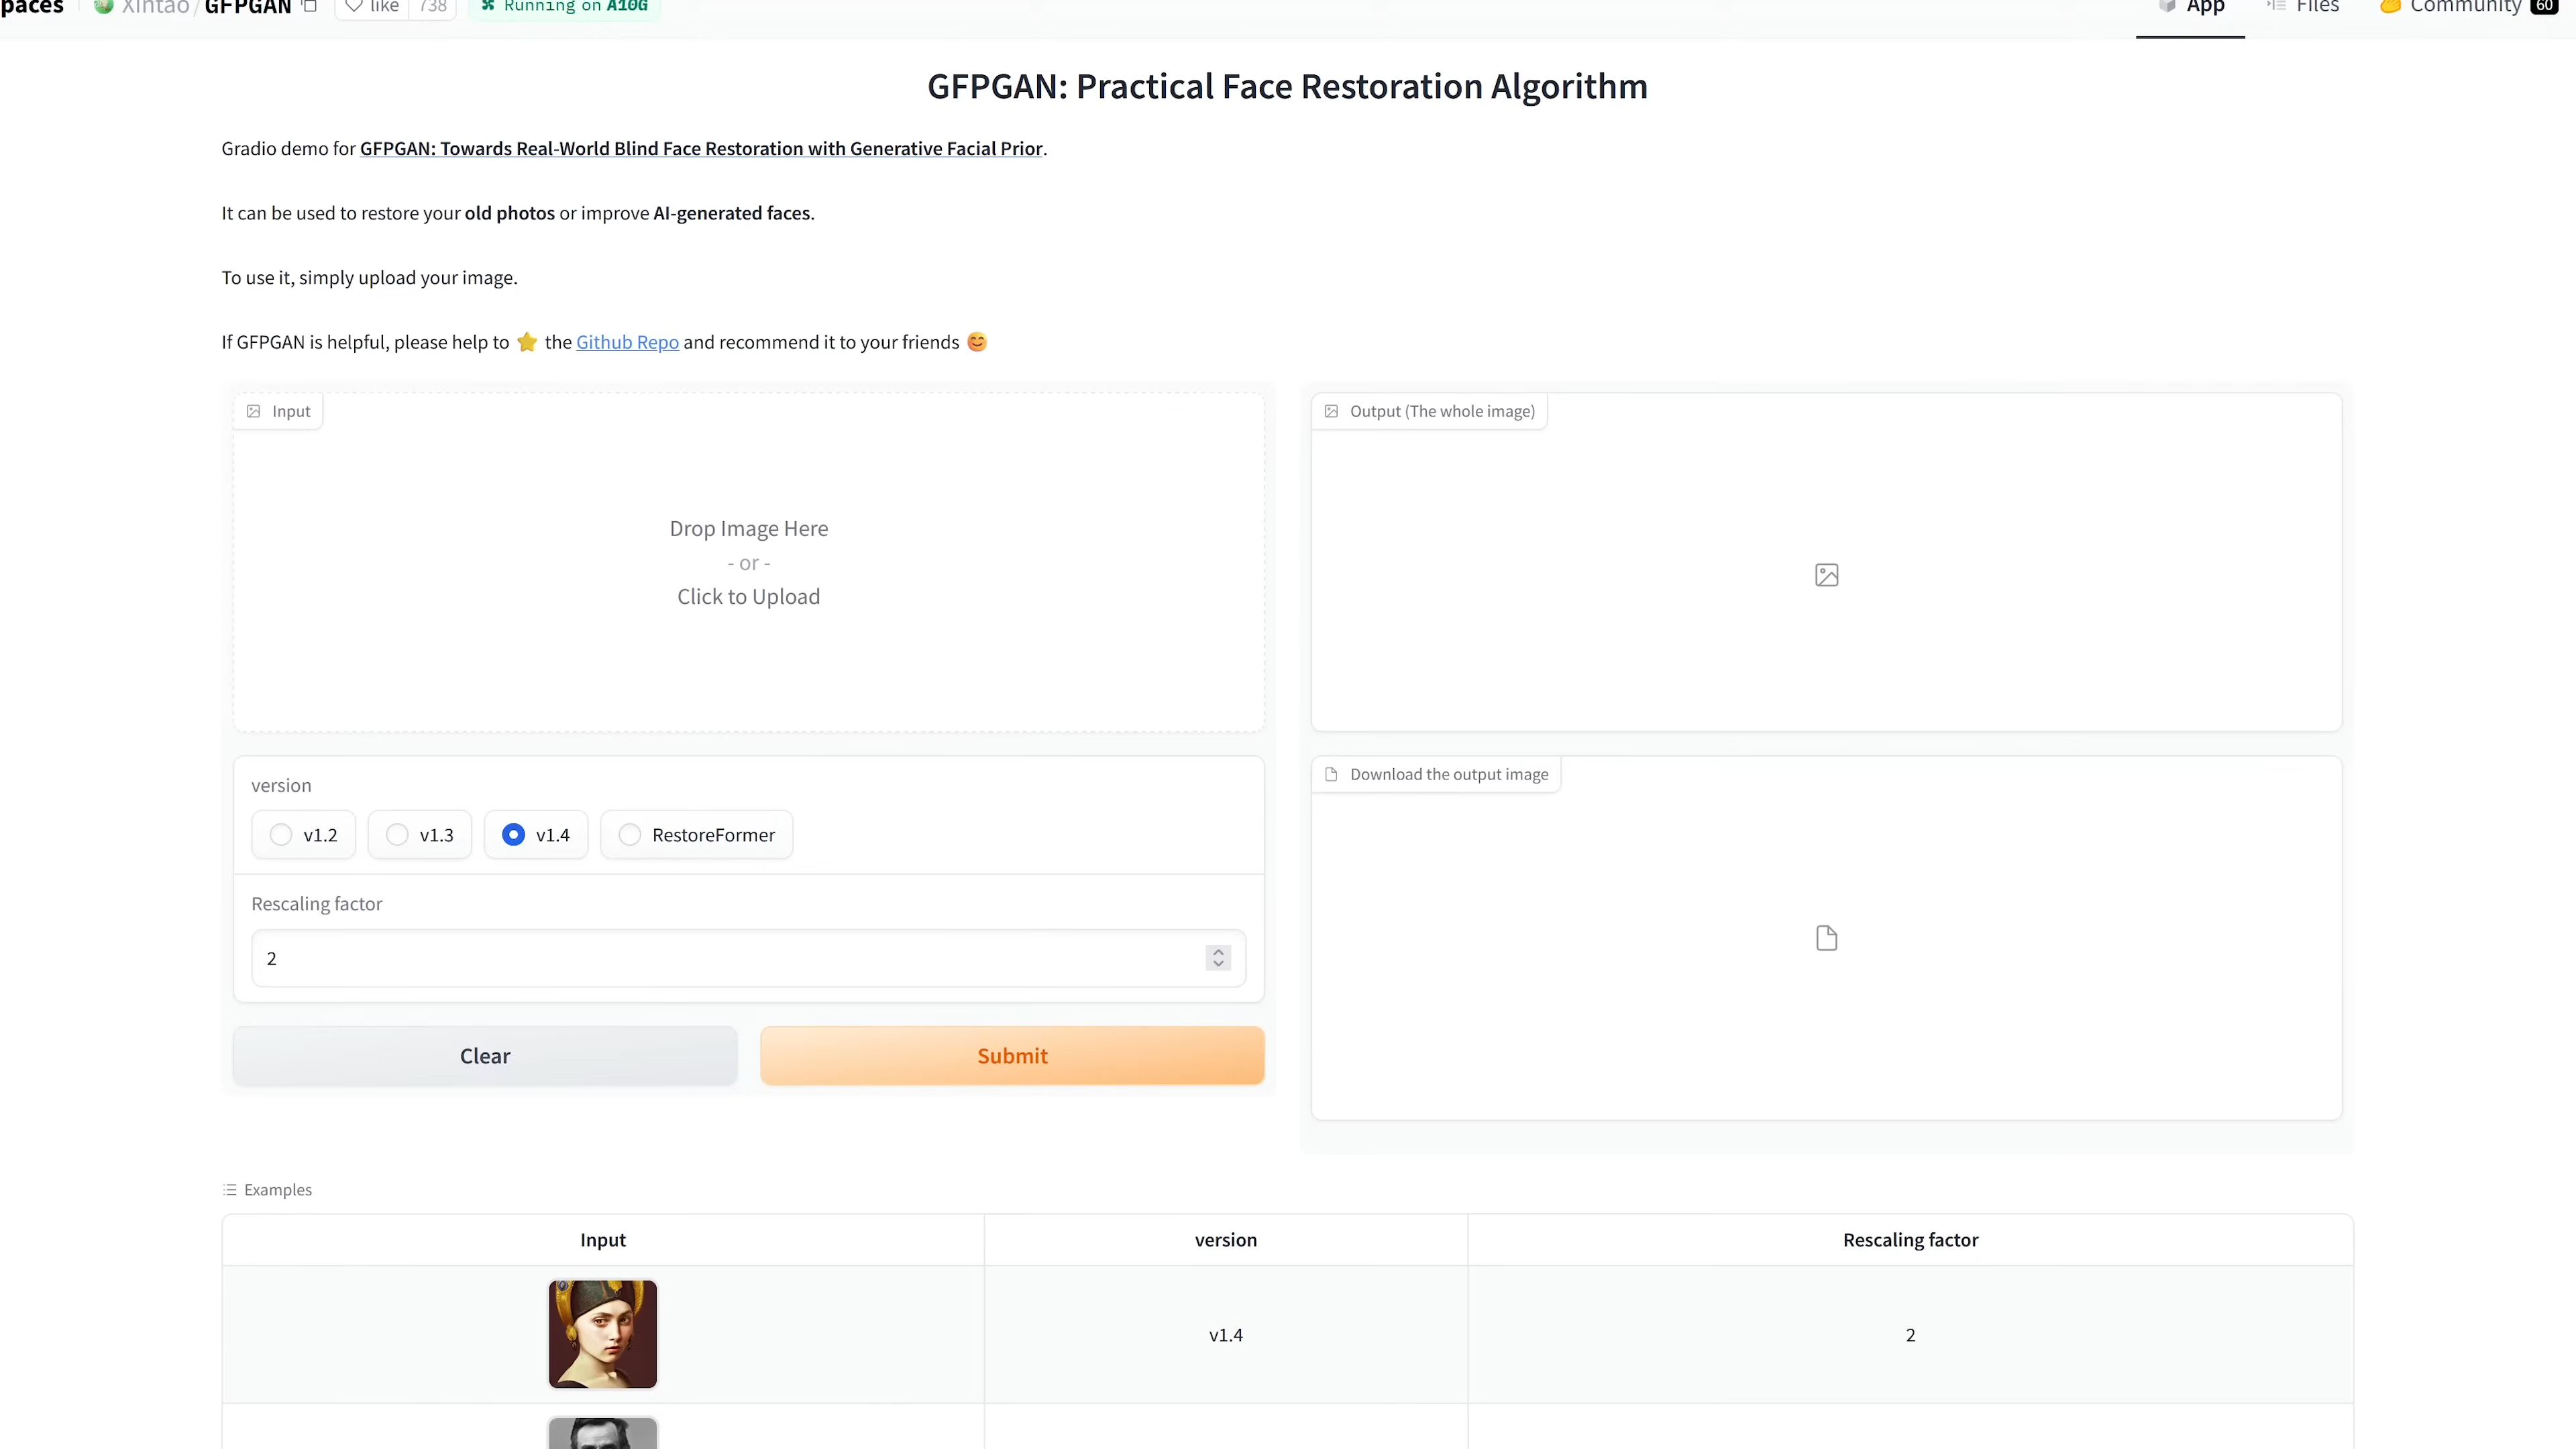 paces Xintao/GFPGAN like 738 Running on A10G App Files Community 60
GFPGAN: Practical Face Restoration Algorithm
Gradio demo for GFPGAN: Towards Real-World Blind Face Restoration with Generative Facial Prior.
It can be used to restore your old photos or improve AI-generated faces.
To use it, simply upload your image.
If GFPGAN is helpful, please help to ⭐ the Github Repo and recommend it to your friends 😊
Input
Drop Image Here
- or -
Click to Upload
Output (The whole image)
version
v1.2 v1.3 v1.4 RestoreFormer
Rescaling factor
2
Clear Submit
Download the output image
Examples
Input version Rescaling factor
v1.4 2